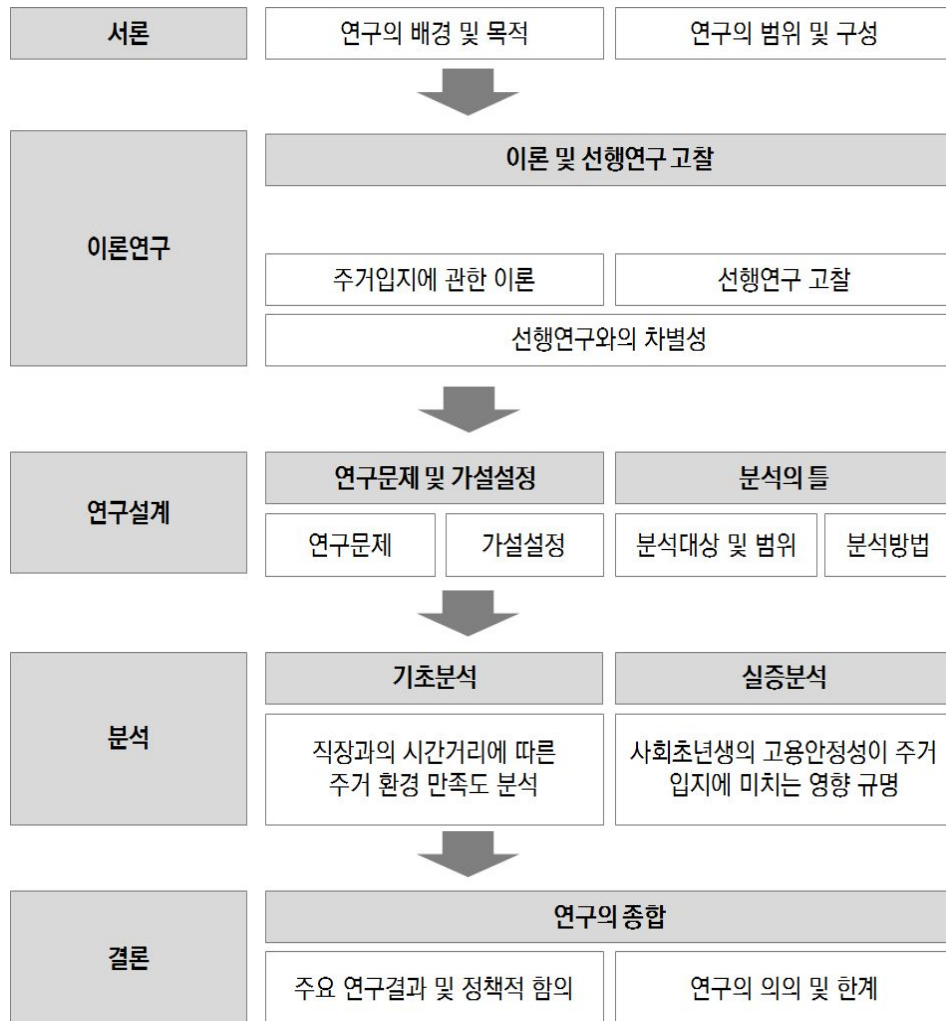 서론
연구의 배경 및 목적
연구의 범위 및 구성
이론연구
이론 및 선행연구 고찰
주거입지에 관한 이론
선행연구 고찰
선행연구와의 차별성
연구설계
연구문제 및 가설설정
분석의 틀
연구문제
가설설정
분석대상 및 범위
분석방법
분석
기초분석
실증분석
직장과의 시간거리에 따른
주거 환경 만족도 분석
사회초년생의 고용안정성이 주거
입지에 미치는 영향 규명
결론
연구의 종합
주요 연구결과 및 정책적 함의
연구의 의의 및 한계